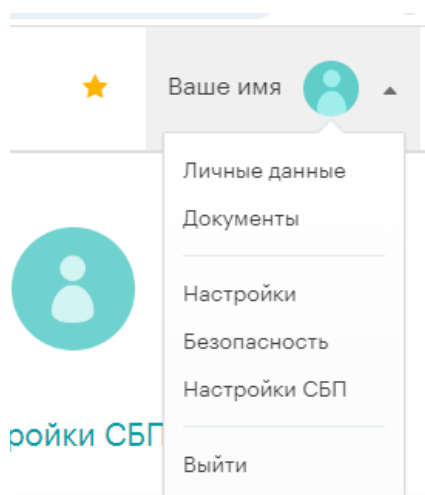 Ваше имя
Личные данные
Документы
Настройки
Безопасность
Настройки СБП
ройки СБП
Выйти